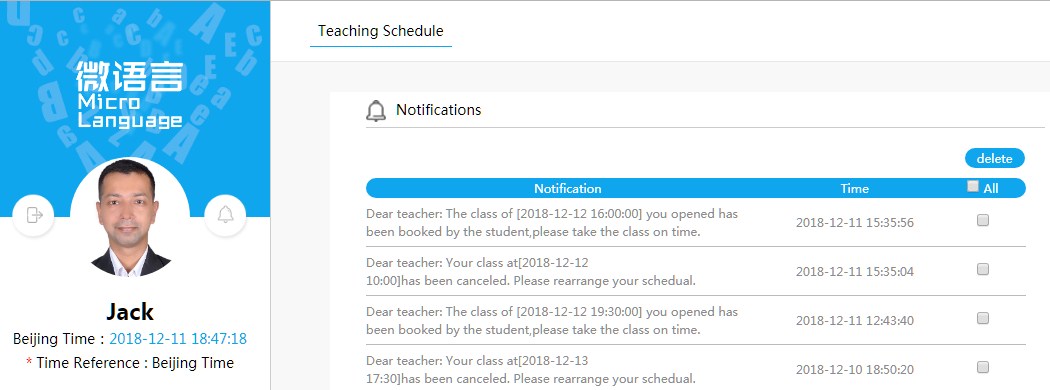 微语言
Micro
Language
Jack
Beijing Time : 2018-12-11 18:47:18
* Time Reference : Beijing Time
Teaching Schedule
Notifications
delete
Notification Time All
Dear teacher: The class of [2018-12-12 16:00:00] you opened has
been booked by the student,please take the class on time.
2018-12-11 15:35:56
Dear teacher: Your class at[2018-12-12
10:00]has been canceled. Please rearrange your schedual.
2018-12-11 15:35:04
Dear teacher: The class of [2018-12-12 19:30:00] you opened has
been booked by the student,please take the class on time.
2018-12-11 12:43:40
Dear teacher: Your class at[2018-12-13
17:30]has been canceled. Please rearrange your schedual.
2018-12-10 18:50:20